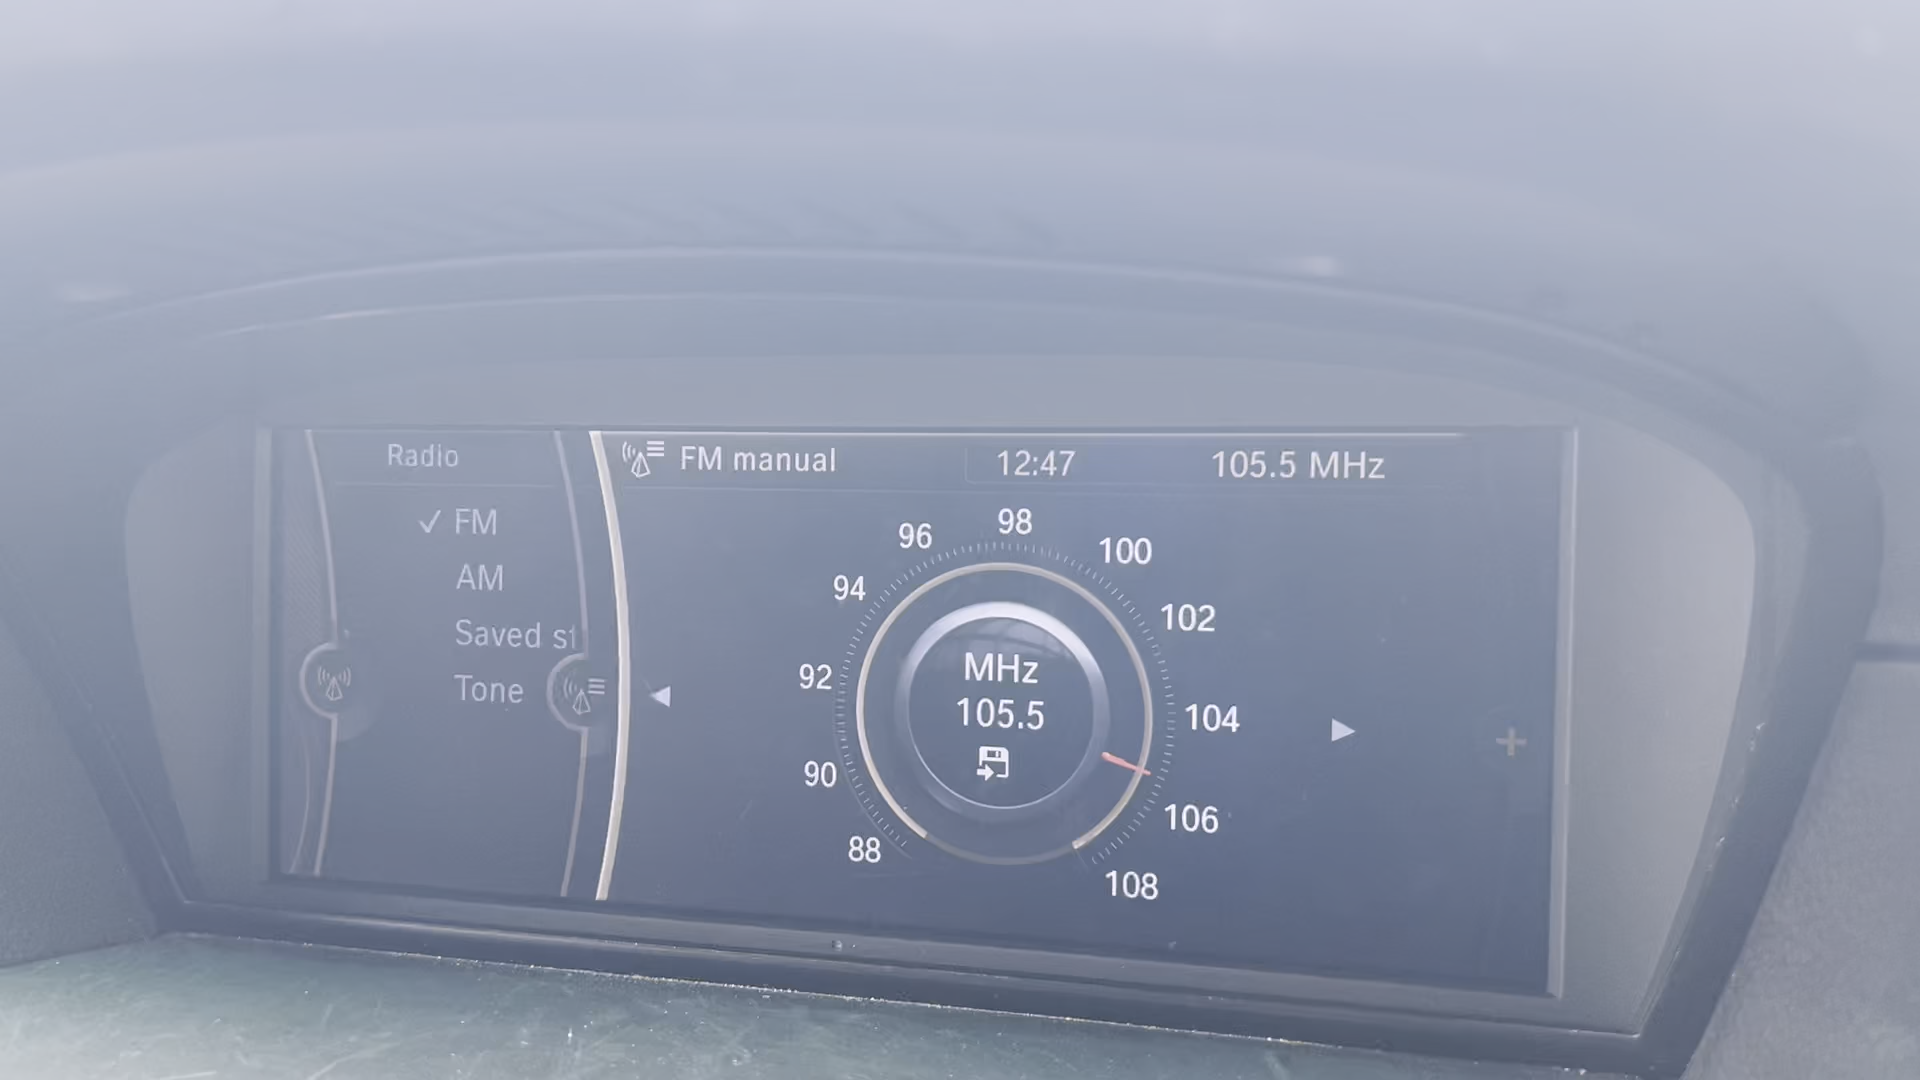 Radio
✓ FM
AM
Saved st
Tone
FM manual 12:47 105.5 MHz
88
90
92
94
96
98
100
102
104
106
108
MHz
105.5
+